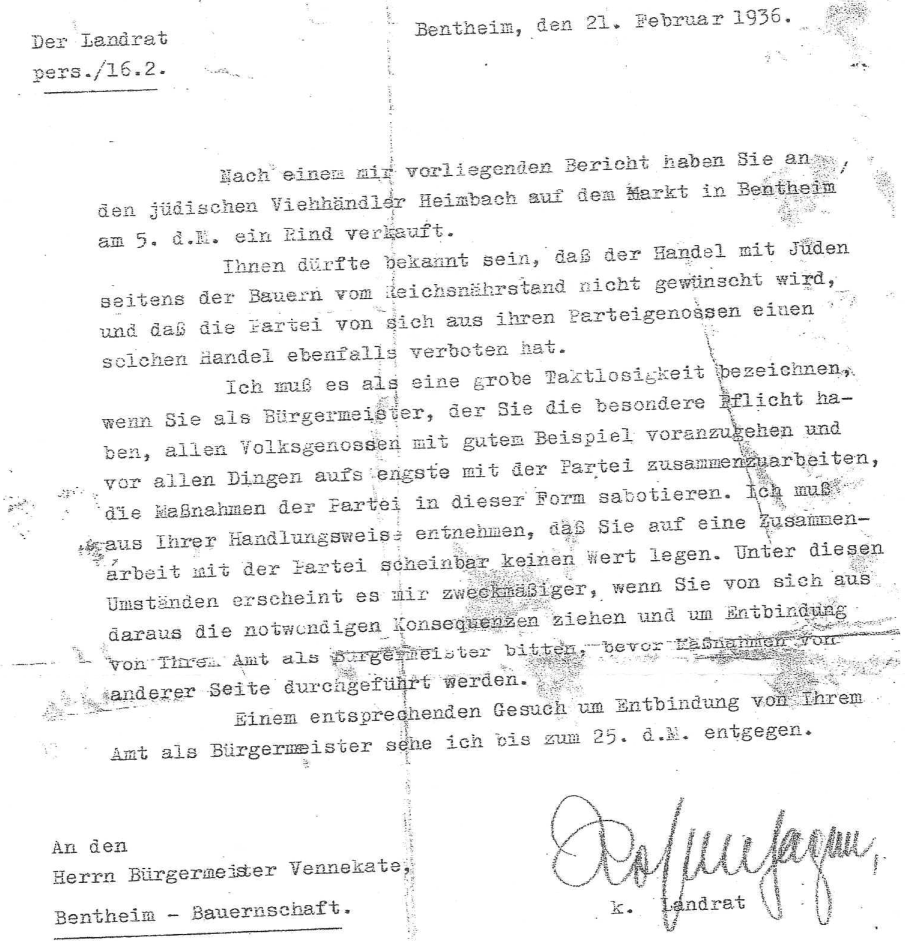 Der Landrat
pers./16.2.
Bentheim, den 21. Februar 1936.
Nach einem mir vorliegenden Bericht haben Sie an
den jüdischen Viehhändler Heimbach auf dem Markt in Bentheim
am 5. d.M. ein Rind verkauft.
Ihnen dürfte bekannt sein, daß der Handel mit Juden
seitens der Bauern vom Reichsnährstand nicht gewünscht wird,
und daß die Partei von sich aus ihren Parteigenossen einen
solchen Handel ebenfalls verboten hat.
Ich muß es als eine grobe Taktlosigkeit bezeichnen,
wenn Sie als Bürgermeister, der Sie die besondere Pflicht ha-
ben, allen Volksgenossen mit gutem Beispiel voranzugehen und
vor allen Dingen aufs engste mit der Partei zusammenzuarbeiten,
die Maßnahmen der Partei in dieser Form sabotieren. Ich muß
aus Ihrer Handlungsweise entnehmen, daß Sie auf eine Zusammen-
arbeit mit der Partei scheinbar keinen Wert legen. Unter diesen
Umständen erscheint es mir zweckmäßiger, wenn Sie von sich aus
daraus die notwendigen Konsequenzen ziehen und um Entbindung
von Ihrem Amt als Bürgermeister bitten, bevor Maßnahmen von
anderer Seite durchgeführt werden.
Einem entsprechenden Gesuch um Entbindung von Ihrem
Amt als Bürgermeister sehe ich bis zum 25. d.M. entgegen.
An den
Herrn Bürgermeister Vennekate,
Bentheim - Bauernschaft.
k. Landrat